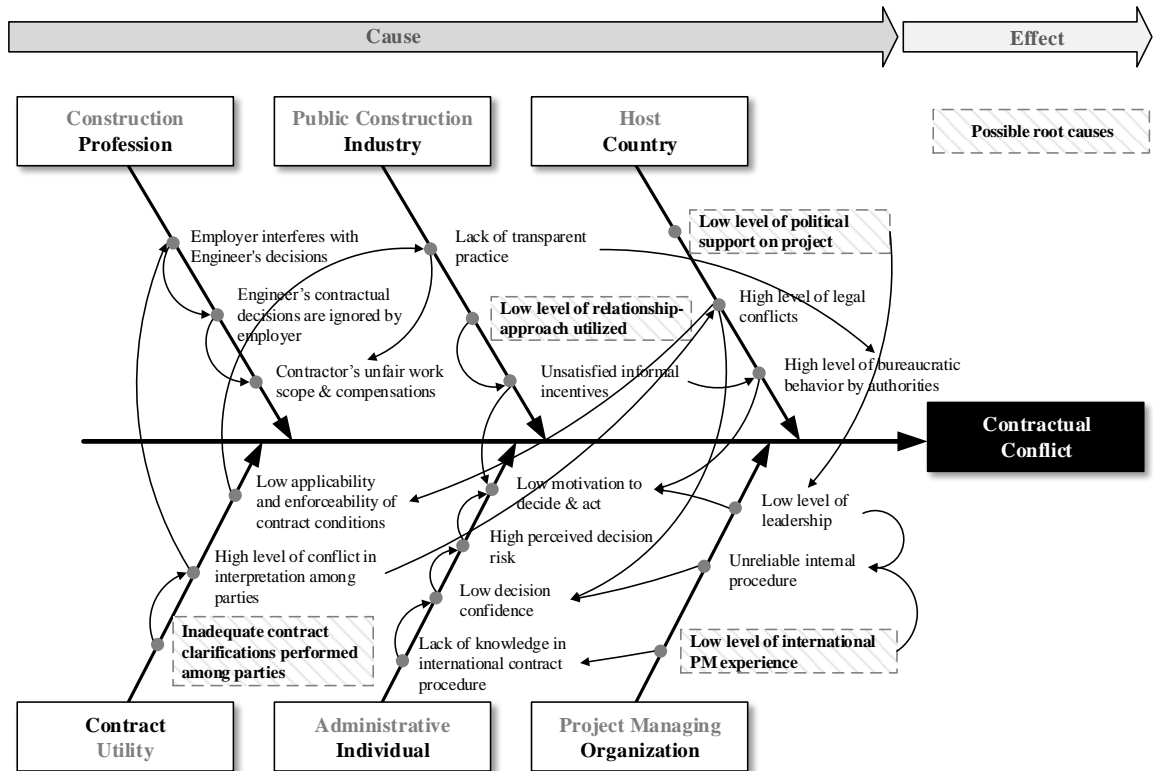 Cause
Effect
Construction
Profession
Public Construction
Industry
Host
Country
Possible root causes
Employer interferes with
Engineer's decisions
Engineer’s contractual
decisions are ignored by
employer
Contractor’s unfair work
scope & compensations
Lack of transparent
practice
Low level of relationship-
approach utilized
Unsatisfied informal
incentives
Low level of political
support on project
High level of legal
conflicts
High level of bureaucratic
behavior by authorities
Contractual
Conflict
Low applicability
and enforceability of
contract conditions
High level of conflict in
interpretation among
parties
Inadequate contract
clarifications performed
among parties
Low motivation to
decide & act
High perceived decision
risk
Low decision
confidence
Lack of knowledge in
international contract
procedure
Low level of
leadership
Unreliable internal
procedure
Low level of international
PM experience
Contract
Utility
Administrative
Individual
Project Managing
Organization